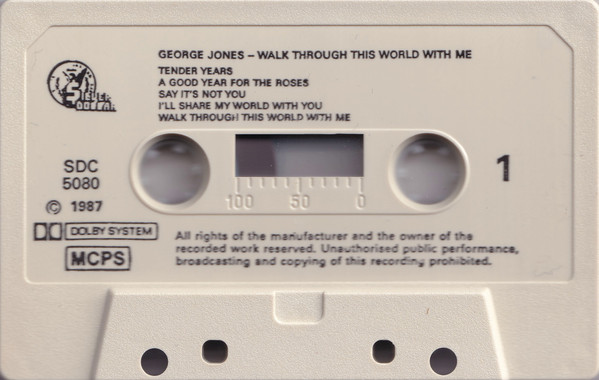 GEORGE JONES – WALK THROUGH THIS WORLD WITH ME
TENDER YEARS
A GOOD YEAR FOR THE ROSES
SAY IT'S NOT YOU
I'LL SHARE MY WORLD WITH YOU
WALK THROUGH THIS WORLD WITH ME
SILVER
DOLLAR
SDC
5080
© 1987
1
100 50 0
DOLBY SYSTEM
MCPS
All rights of the manufacturer and the owner of the
recorded work reserved. Unauthorised public performance,
broadcasting and copying of this recording prohibited.